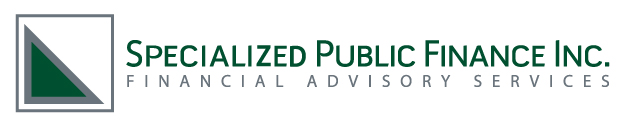 SPECIALIZED PUBLIC FINANCE INC.
FINANCIAL ADVISORY SERVICES